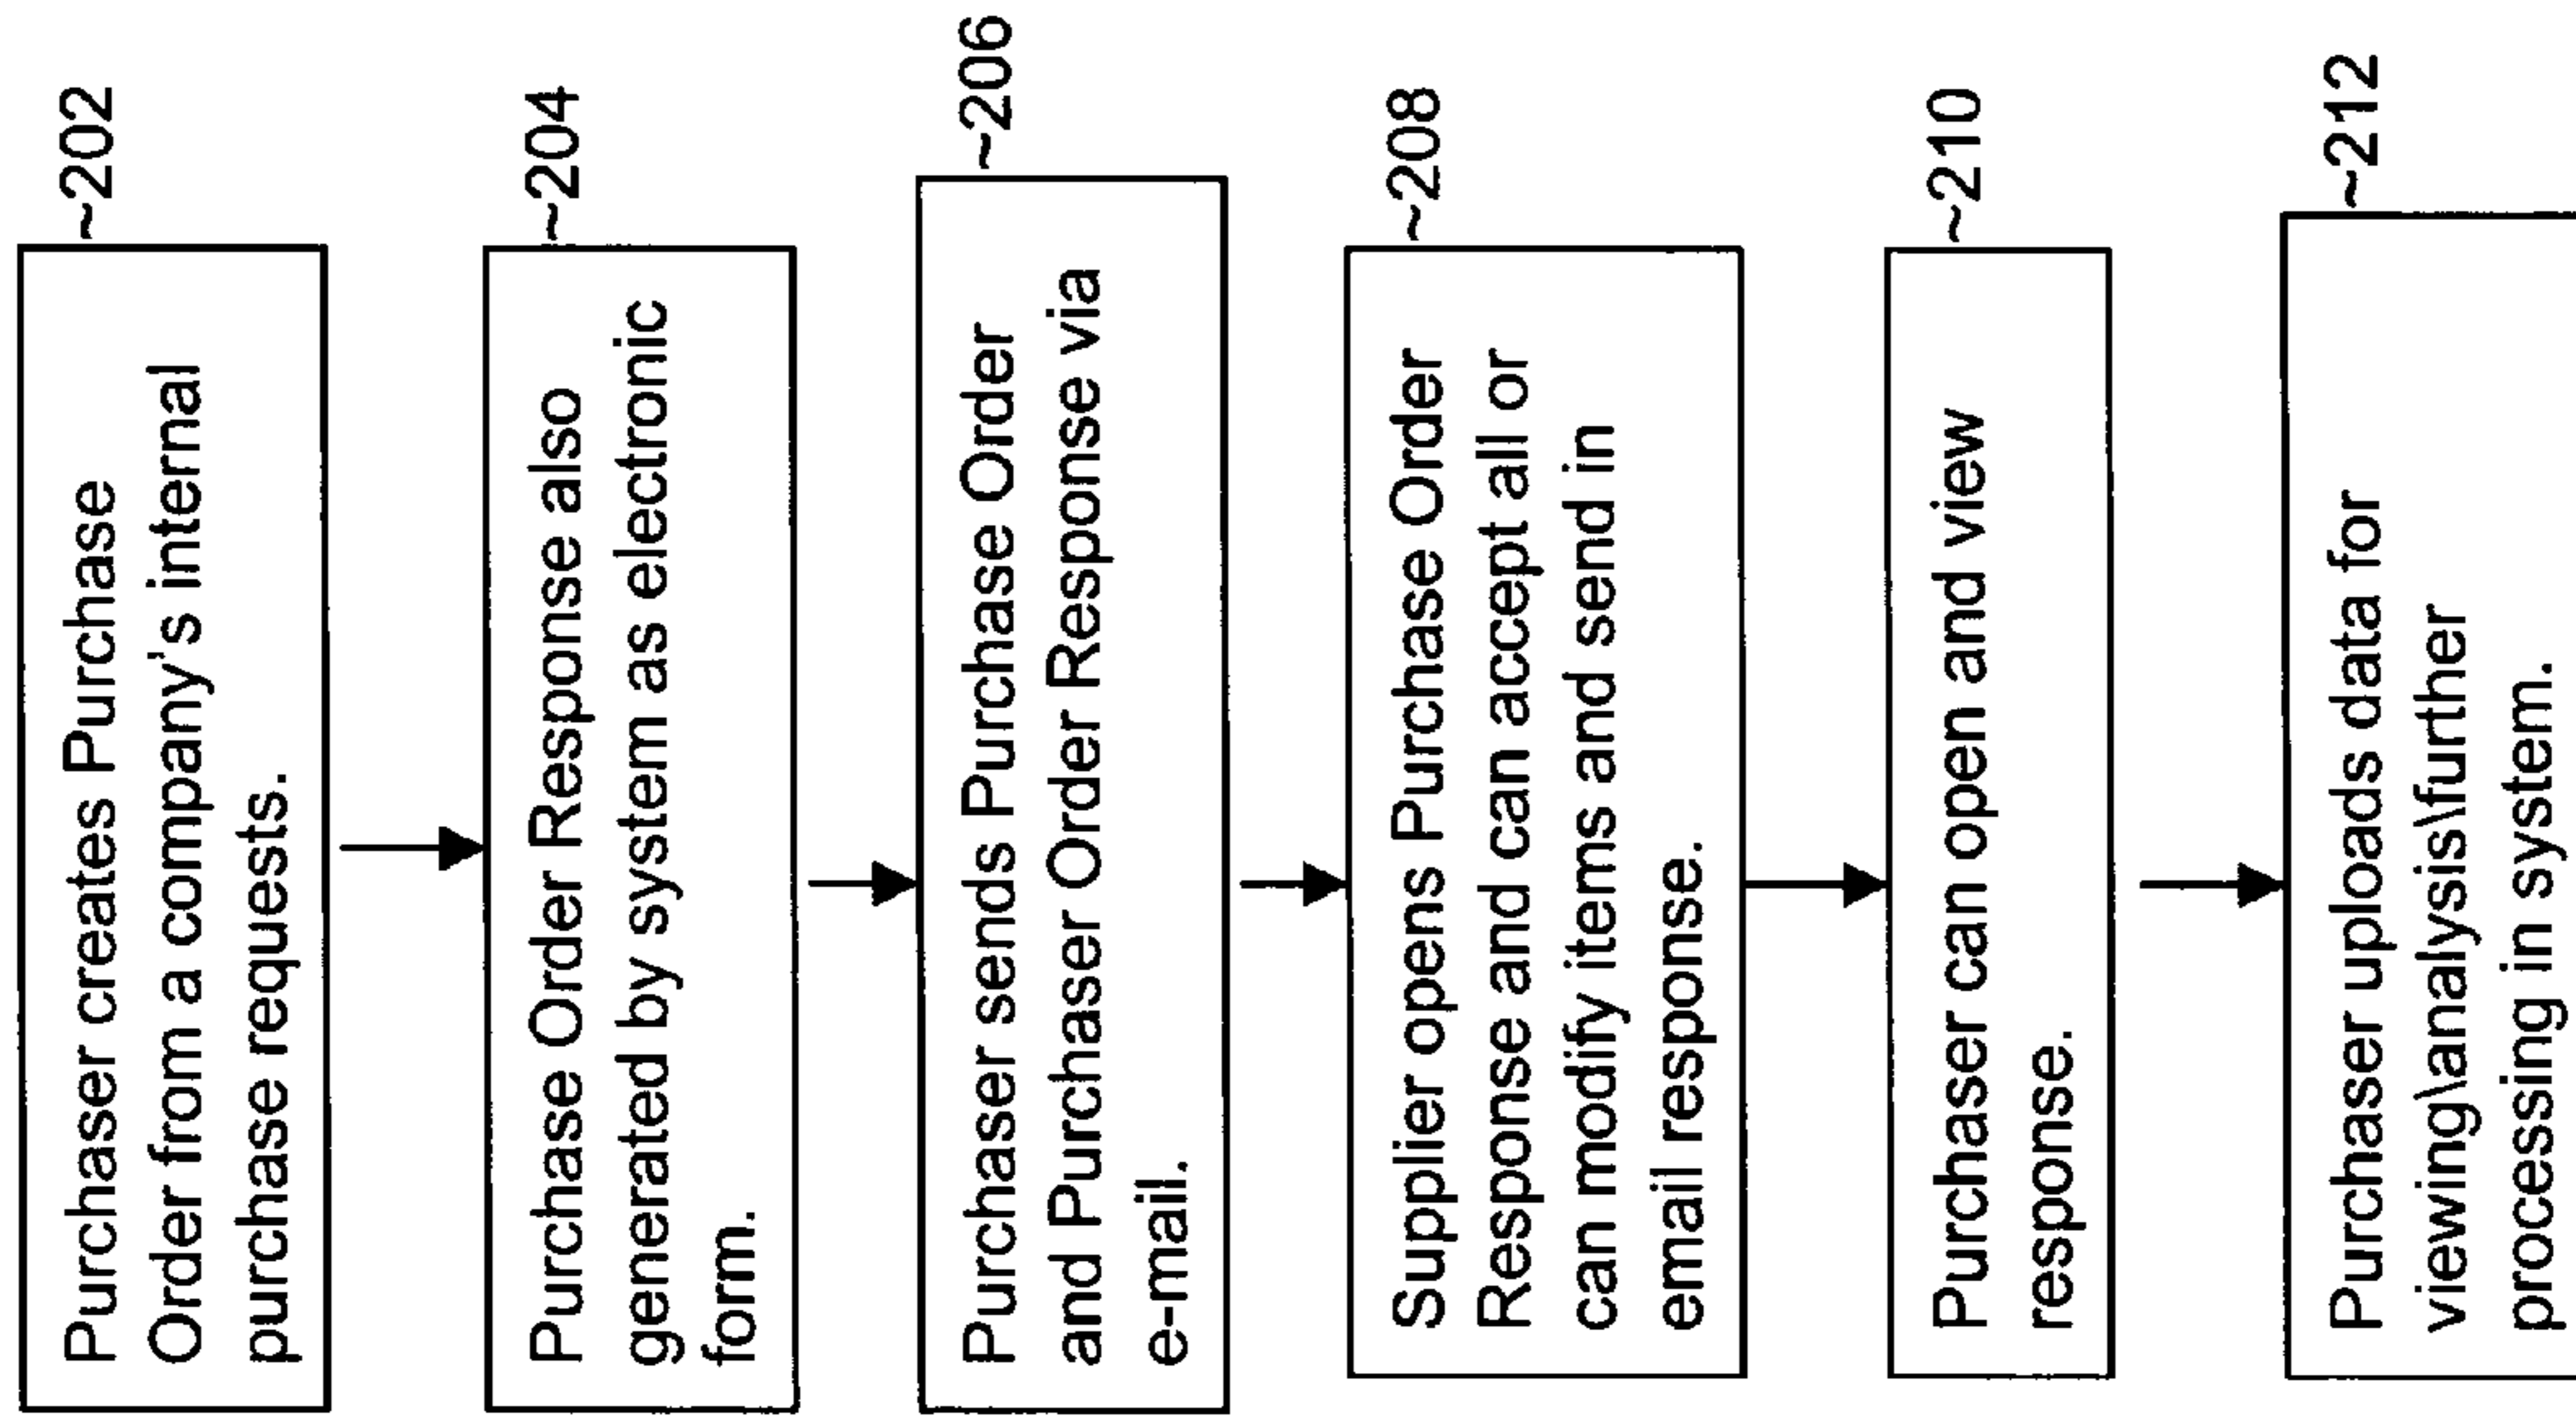 Purchaser creates Purchase
Order from a company's internal
purchase requests.
~202
Purchase Order Response also
generated by system as electronic
form.
~204
Purchaser sends Purchase Order
and Purchaser Order Response via
e-mail.
~206
Supplier opens Purchase Order
Response and can accept all or
can modify items and send in
email response.
~208
Purchaser can open and view
response.
~210
Purchaser uploads data for
viewing\analysis\further
processing in system.
~212